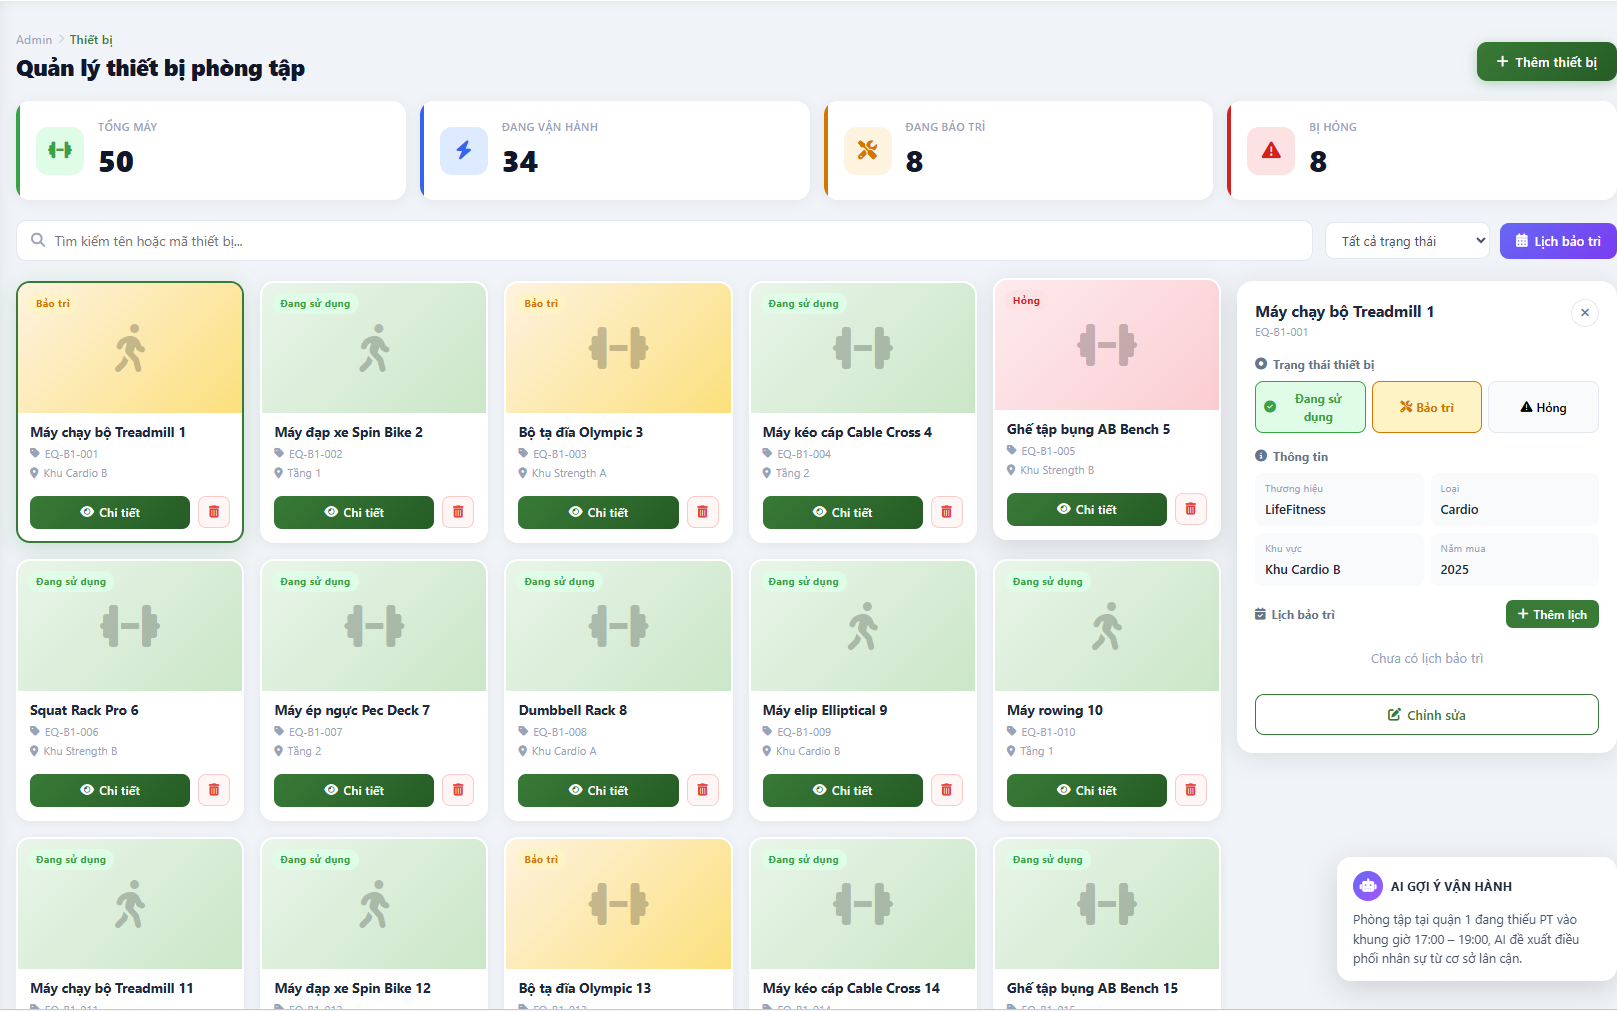 Admin > Thiết bị
Quản lý thiết bị phòng tập
+ Thêm thiết bị
TỔNG MÁY
50
ĐANG VẬN HÀNH
34
ĐANG BẢO TRÌ
8
BỊ HỎNG
8
Tìm kiếm tên hoặc mã thiết bị...
Tất cả trạng thái
Lịch bảo trì
Bảo trì
Máy chạy bộ Treadmill 1
EQ-B1-001
Khu Cardio B
Chi tiết
Đang sử dụng
Máy đạp xe Spin Bike 2
EQ-B1-002
Tầng 1
Chi tiết
Bảo trì
Bộ tạ đĩa Olympic 3
EQ-B1-003
Khu Strength A
Chi tiết
Đang sử dụng
Máy kéo cáp Cable Cross 4
EQ-B1-004
Tầng 2
Chi tiết
Hỏng
Ghế tập bụng AB Bench 5
EQ-B1-005
Khu Strength B
Chi tiết
Đang sử dụng
Squat Rack Pro 6
EQ-B1-006
Khu Strength B
Chi tiết
Đang sử dụng
Máy ép ngực Pec Deck 7
EQ-B1-007
Tầng 2
Chi tiết
Đang sử dụng
Dumbbell Rack 8
EQ-B1-008
Khu Cardio A
Chi tiết
Đang sử dụng
Máy elip Elliptical 9
EQ-B1-009
Khu Cardio B
Chi tiết
Đang sử dụng
Máy rowing 10
EQ-B1-010
Tầng 1
Chi tiết
Đang sử dụng
Máy chạy bộ Treadmill 11
Đang sử dụng
Máy đạp xe Spin Bike 12
Bảo trì
Bộ tạ đĩa Olympic 13
Đang sử dụng
Máy kéo cáp Cable Cross 14
Đang sử dụng
Ghế tập bụng AB Bench 15
Máy chạy bộ Treadmill 1
EQ-B1-001
Trạng thái thiết bị
Đang sử
dụng
Bảo trì
Hỏng
Thông tin
Thương hiệu
LifeFitness
Loại
Cardio
Khu vực
Khu Cardio B
Năm mua
2025
Lịch bảo trì
+ Thêm lịch
Chưa có lịch bảo trì
Chỉnh sửa
AI GỢI Ý VẬN HÀNH
Phòng tập tại quận 1 đang thiếu PT vào
khung giờ 17:00 – 19:00, AI đề xuất điều
phối nhân sự từ cơ sở lân cận.